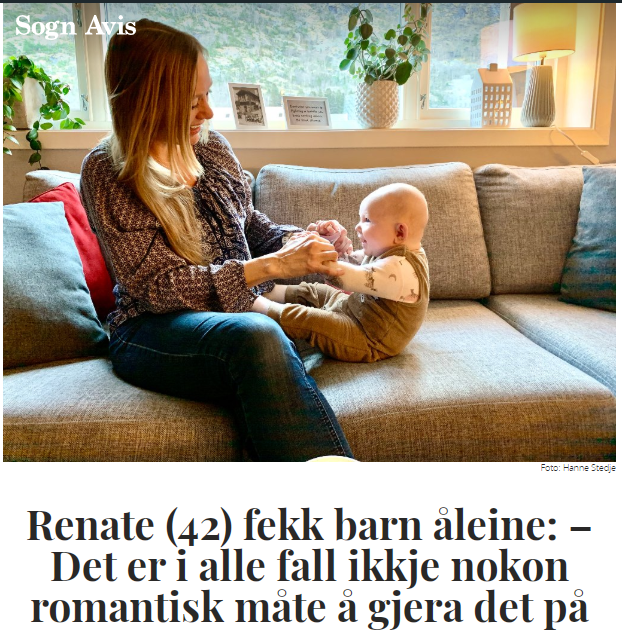 Sogn Avis
Foto: Hanne Stedje
Renate (42) fekk barn åleine: –
Det er i alle fall ikkje nokon
romantisk måte å gjera det på